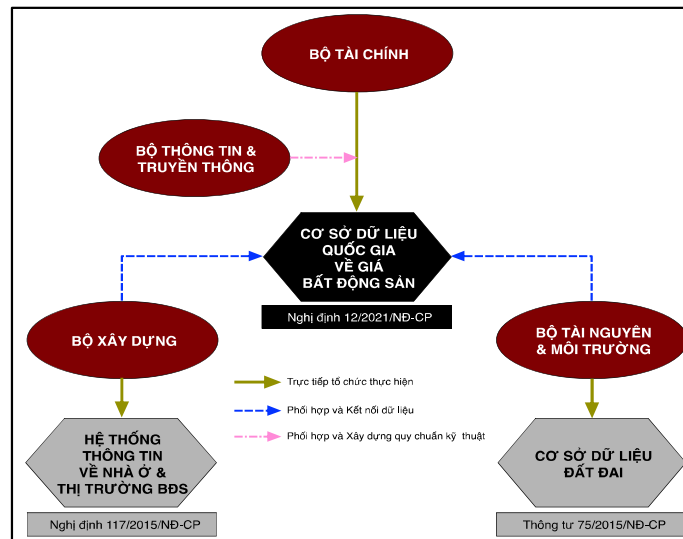 BỘ TÀI CHÍNH
BỘ THÔNG TIN &
TRUYỀN THÔNG
CƠ SỞ DỮ LIỆU
QUỐC GIA
VỀ GIÁ
BẤT ĐỘNG SẢN
Nghị định 12/2021/NĐ-CP
BỘ XÂY DỰNG
BỘ TÀI NGUYÊN
& MÔI TRƯỜNG
Trực tiếp tổ chức thực hiện
Phối hợp và Kết nối dữ liệu
Phối hợp và Xây dựng quy chuẩn kỹ thuật
HỆ THỐNG
THÔNG TIN
VỀ NHÀ Ở &
THỊ TRƯỜNG BĐS
Nghị định 117/2015/NĐ-CP
CƠ SỞ DỮ LIỆU
ĐẤT ĐAI
Thông tư 75/2015/NĐ-CP